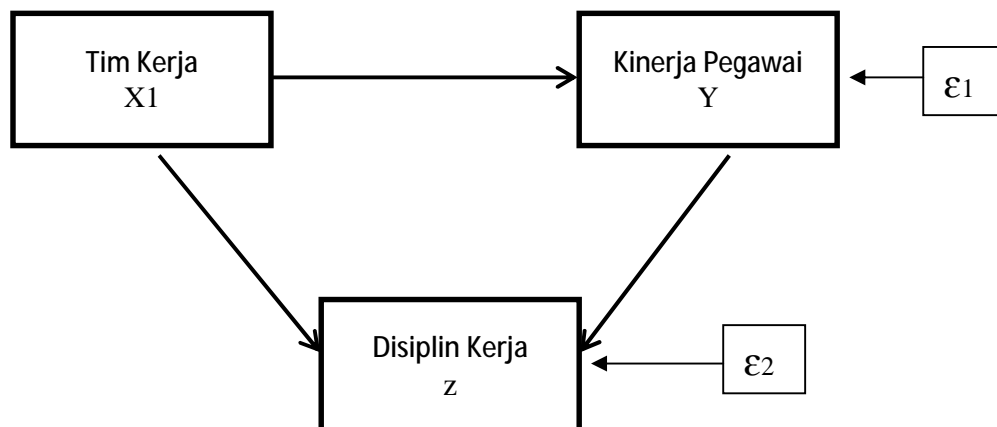 Tim Kerja
X1
Kinerja Pegawai
Y
ε1
Disiplin Kerja
z
ε2